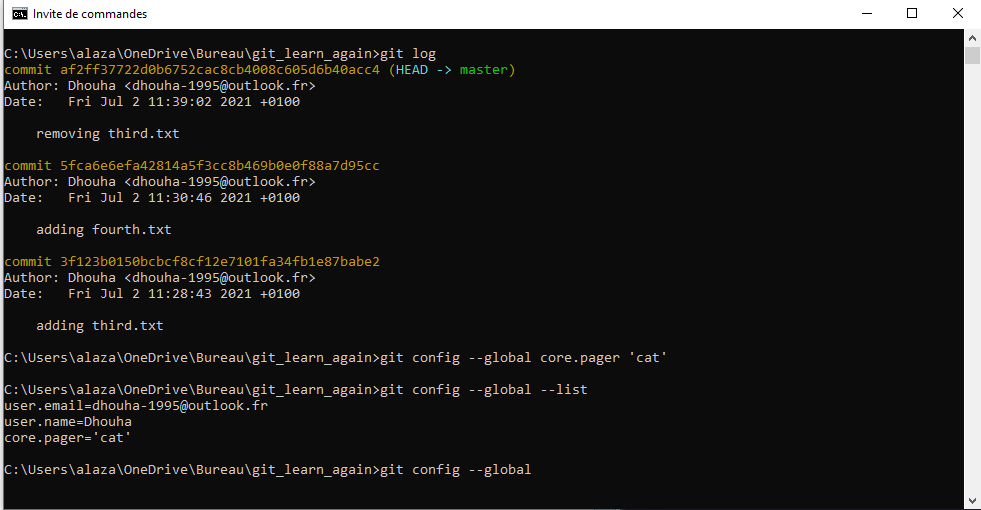 Invite de commandes
C:\Users\alaza\OneDrive\Bureau\git_learn_again>git log
commit af2ff37722d0b6752cac8cb4008c605d6b40acc4 (HEAD -> master)
Author: Dhouha <dhouha-1995@outlook.fr>
Date:   Fri Jul 2 11:39:02 2021 +0100
    removing third.txt
commit 5fca6e6efa42814a5f3cc8b469b0e0f88a7d95cc
Author: Dhouha <dhouha-1995@outlook.fr>
Date:   Fri Jul 2 11:30:46 2021 +0100
    adding fourth.txt
commit 3f123b0150bcbcf8cf12e7101fa34fb1e87babe2
Author: Dhouha <dhouha-1995@outlook.fr>
Date:   Fri Jul 2 11:28:43 2021 +0100
    adding third.txt
C:\Users\alaza\OneDrive\Bureau\git_learn_again>git config --global core.pager 'cat'
C:\Users\alaza\OneDrive\Bureau\git_learn_again>git config --global --list
user.email=dhouha-1995@outlook.fr
user.name=Dhouha
core.pager='cat'
C:\Users\alaza\OneDrive\Bureau\git_learn_again>git config --global